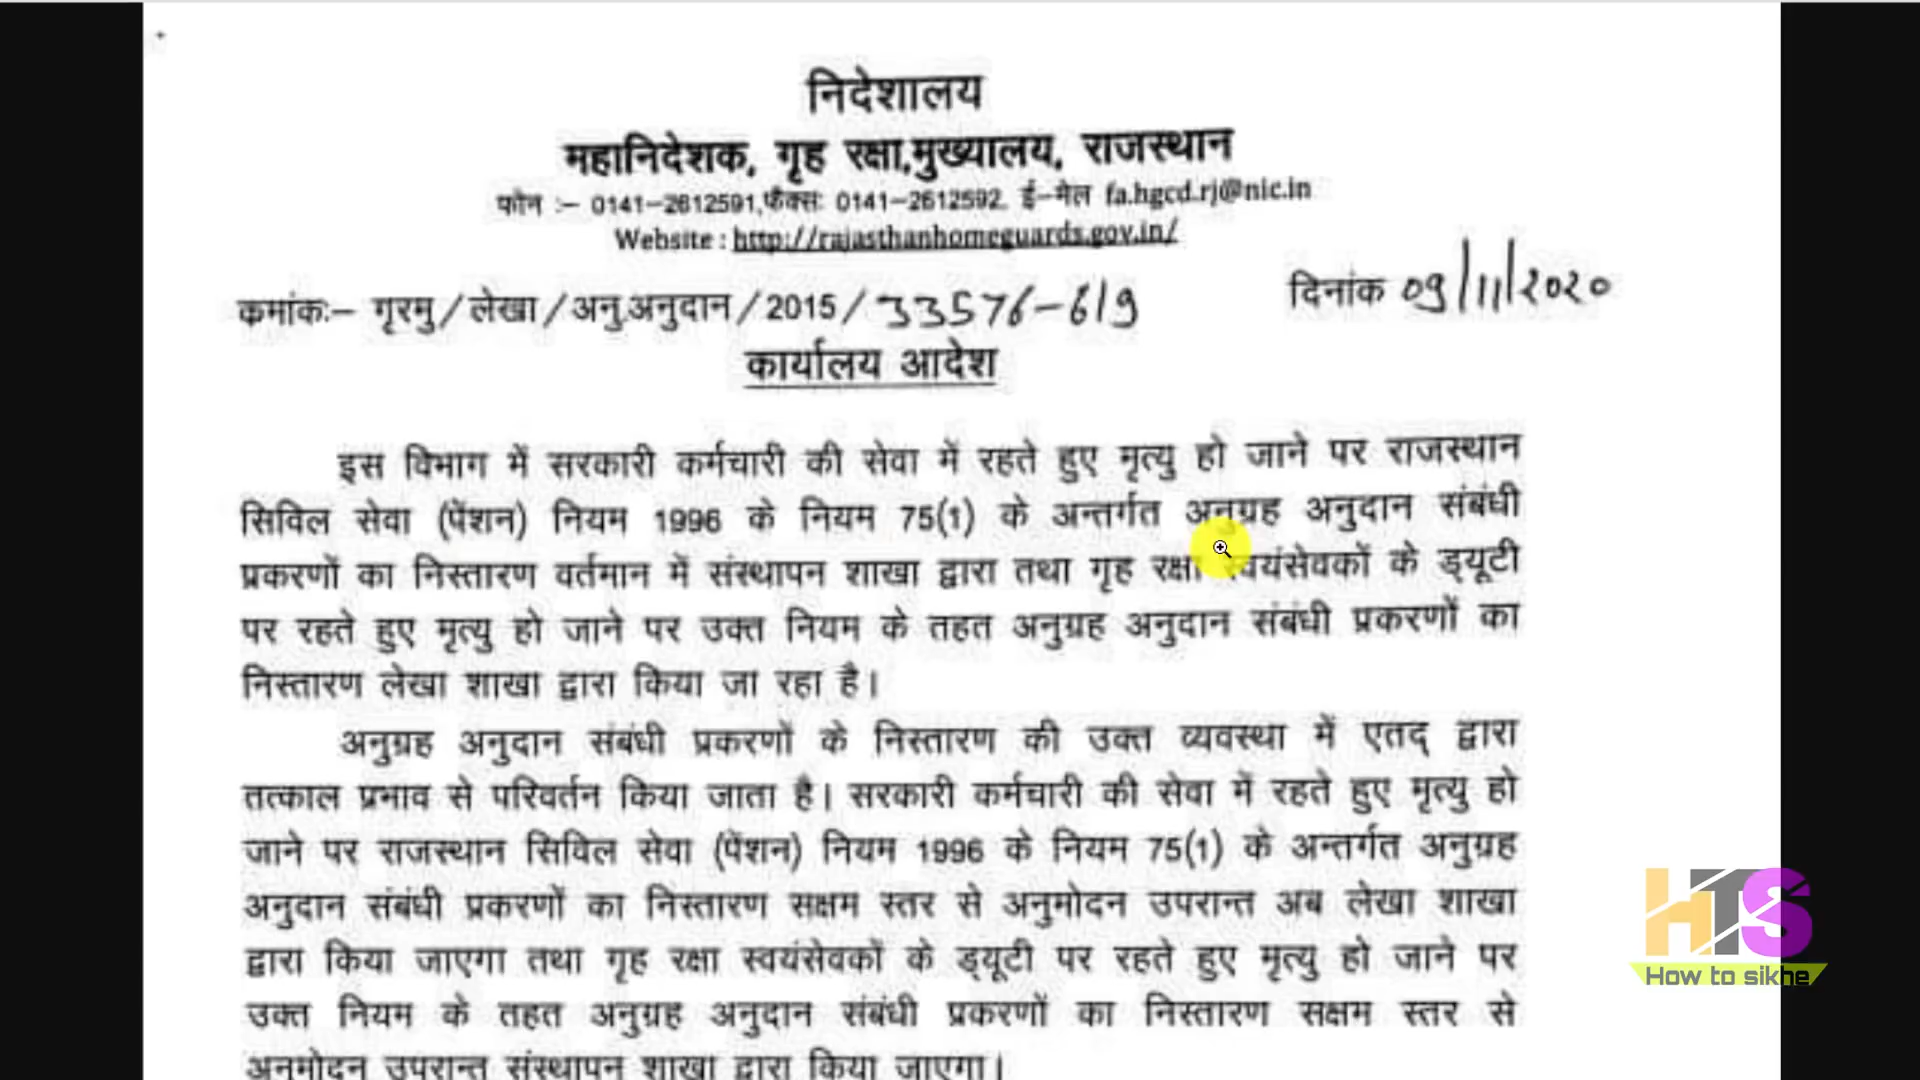 निदेशालय
महानिदेशक, गृह रक्षा,मुख्यालय, राजस्थान
फोन :– 0141–2612591,फैक्सः 0141–2612592, ई–मेल fa.hgcd.rj@nic.in
Website : http://rajasthanhomeguards.gov.in/
कमांकः– गृरमु/लेखा/अनु.अनुदान/2015/33576-619
दिनांक 09/11/2020
कार्यालय आदेश
इस विभाग में सरकारी कर्मचारी की सेवा में रहते हुए मृत्यु हो जाने पर राजस्थान
सिविल सेवा (पेंशन) नियम 1996 के नियम 75(1) के अन्तर्गत अनुग्रह अनुदान संबंधी
प्रकरणों का निस्तारण वर्तमान में संस्थापन शाखा द्वारा तथा गृह रक्षा स्वयंसेवकों के ड्यूटी
पर रहते हुए मृत्यु हो जाने पर उक्त नियम के तहत अनुग्रह अनुदान संबंधी प्रकरणों का
निस्तारण लेखा शाखा द्वारा किया जा रहा है।
अनुग्रह अनुदान संबंधी प्रकरणों के निस्तारण की उक्त व्यवस्था में एतद् द्वारा
तत्काल प्रभाव से परिवर्तन किया जाता है। सरकारी कर्मचारी की सेवा में रहते हुए मृत्यु हो
जाने पर राजस्थान सिविल सेवा (पेंशन) नियम 1996 के नियम 75(1) के अन्तर्गत अनुग्रह
अनुदान संबंधी प्रकरणों का निस्तारण सक्षम स्तर से अनुमोदन उपरान्त अब लेखा शाखा
द्वारा किया जाएगा तथा गृह रक्षा स्वयंसेवकों के ड्यूटी पर रहते हुए मृत्यु हो जाने पर
उक्त नियम के तहत अनुग्रह अनुदान संबंधी प्रकरणों का निस्तारण सक्षम स्तर से
अनुमोदन उपरान्त संस्थापन शाखा द्वारा किया जाएगा।
HTS
How to sikhe